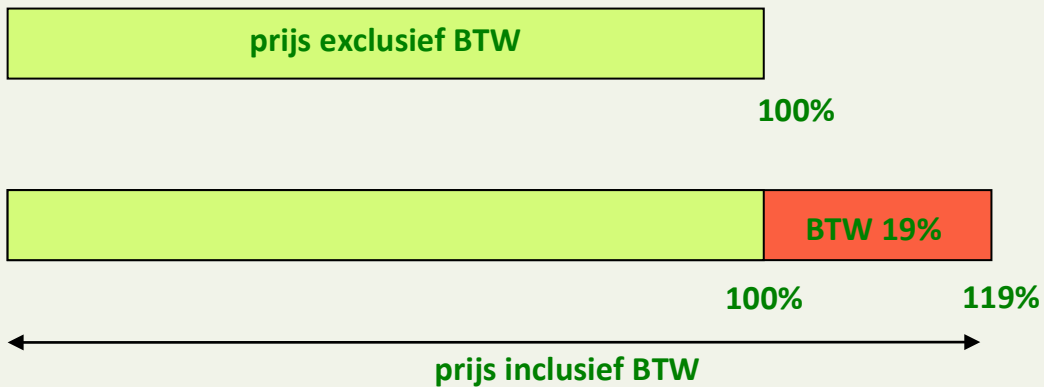 prijs exclusief BTW
100%
BTW 19%
100%
119%
prijs inclusief BTW